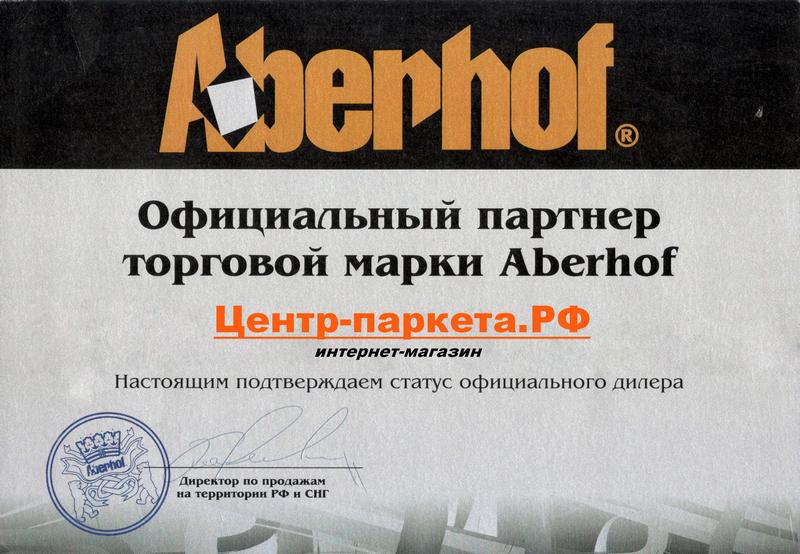 Aberhof®
Официальный партнер
торговой марки Aberhof
Центр-паркета.РФ
интернет-магазин
Настоящим подтверждаем статус официального дилера
Aberhof
Директор по продажам
на территории РФ и СНГ